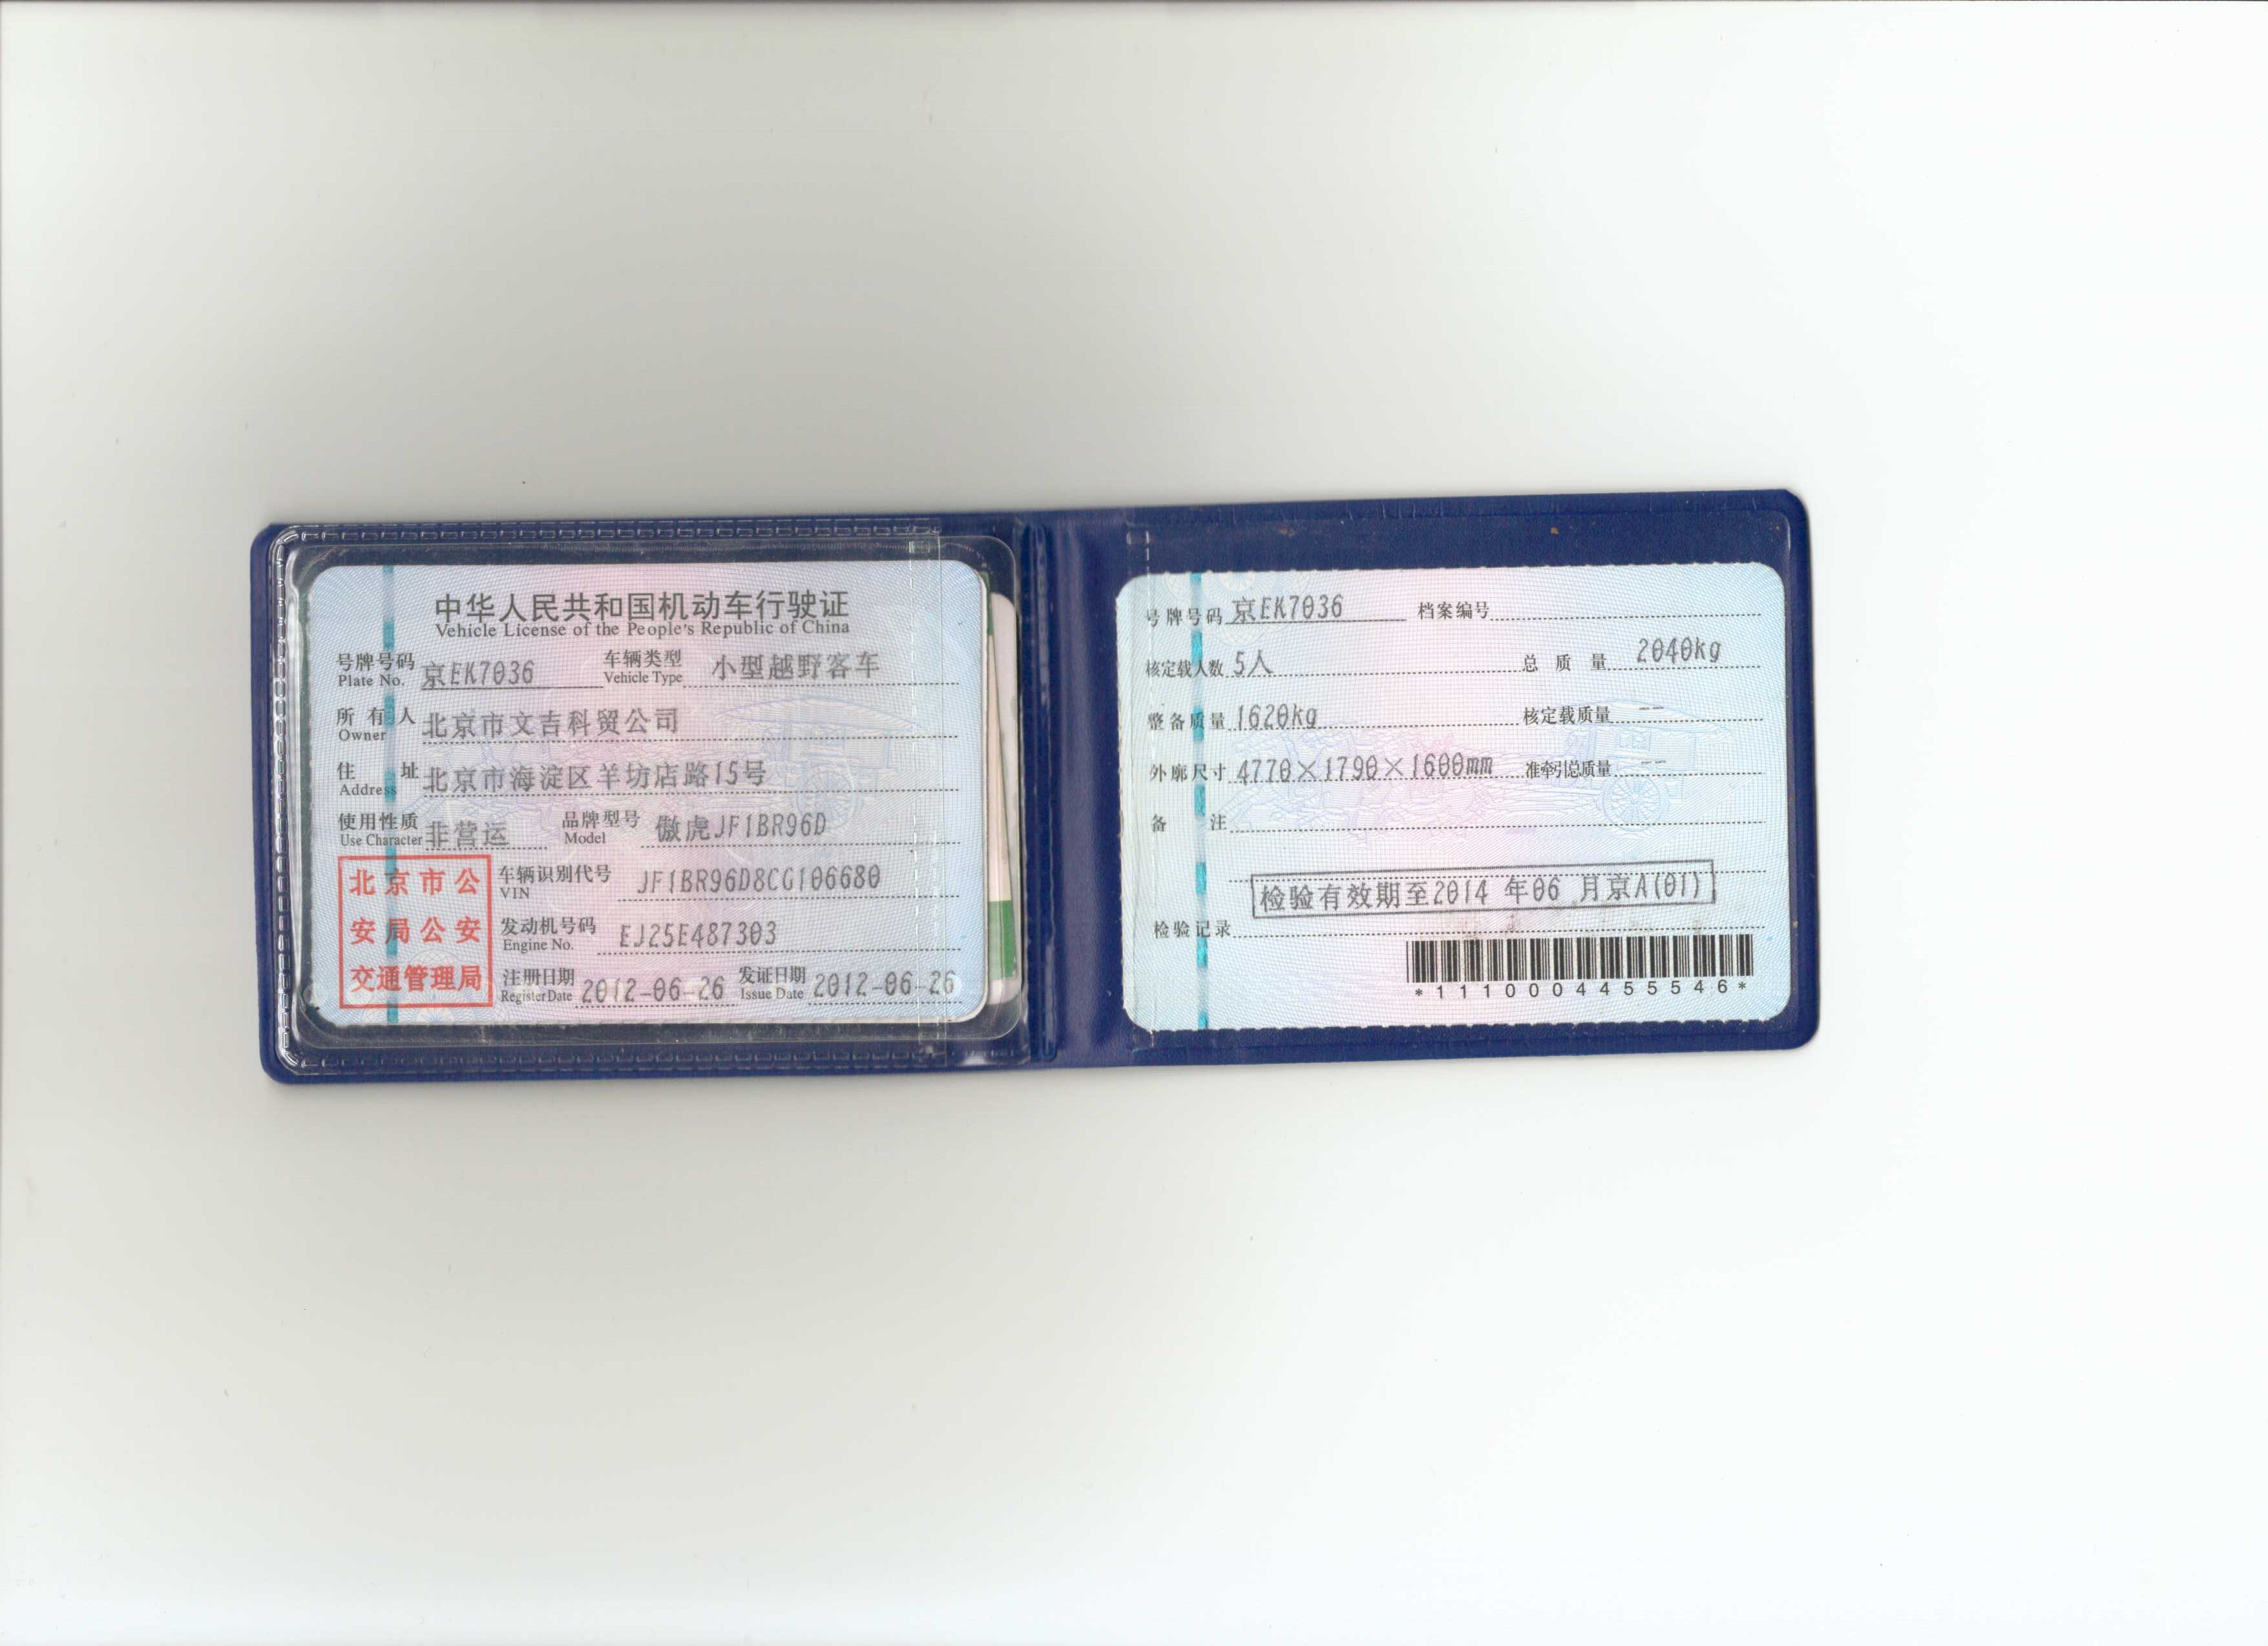 中华人民共和国机动车行驶证
Vehicle License of the People's Republic of China
号牌号码 京EK7036 车辆类型 小型越野客车
Plate No. Vehicle Type
所有人 北京市文吉科贸公司
Owner
住址 北京市海淀区羊坊店路15号
Address
使用性质 非营运 品牌型号 傲虎JF1BR96D
Use Character Model
北京市公
安局公安
交通管理局
车辆识别代号 JF1BR96D8CG106680
VIN
发动机号码 EJ25E487303
Engine No.
注册日期 2012-06-26 发证日期 2012-06-26
Register Date Issue Date
号牌号码 京EK7036 档案编号
核定载人数 5人 总质量 2040kg
整备质量 1620kg 核定载质量 --
外廓尺寸 4770×1790×1600mm 准牵引总质量 --
备注
检验有效期至2014 年06 月京A(01)
检验记录
*1110004455546*